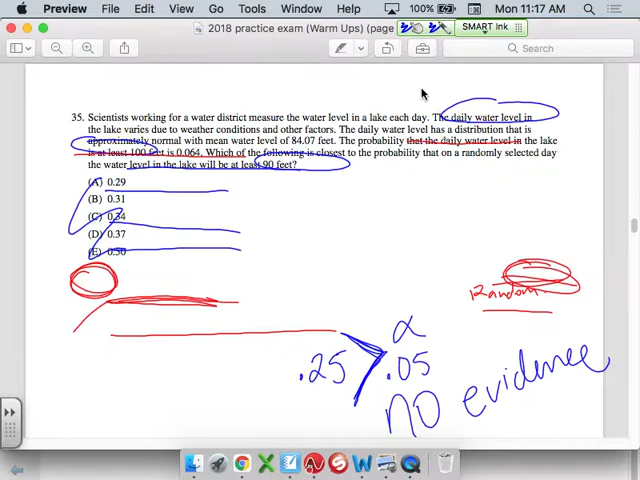 Preview File Edit View Go Tools Window Help 100% Mon 11:17 AM
2018 practice exam (Warm Ups) (page
SMART Ink
Search
35. Scientists working for a water district measure the water level in a lake each day. The daily water level in
the lake varies due to weather conditions and other factors. The daily water level has a distribution that is
approximately normal with mean water level of 84.07 feet. The probability that the daily water level in the lake
is at least 100 feet is 0.064. Which of the following is closest to the probability that on a randomly selected day
the water level in the lake will be at least 90 feet?
(A) 0.29
(B) 0.31
(C) 0.34
(D) 0.37
(E) 0.50
Random
α
.25 > .05
no evidence